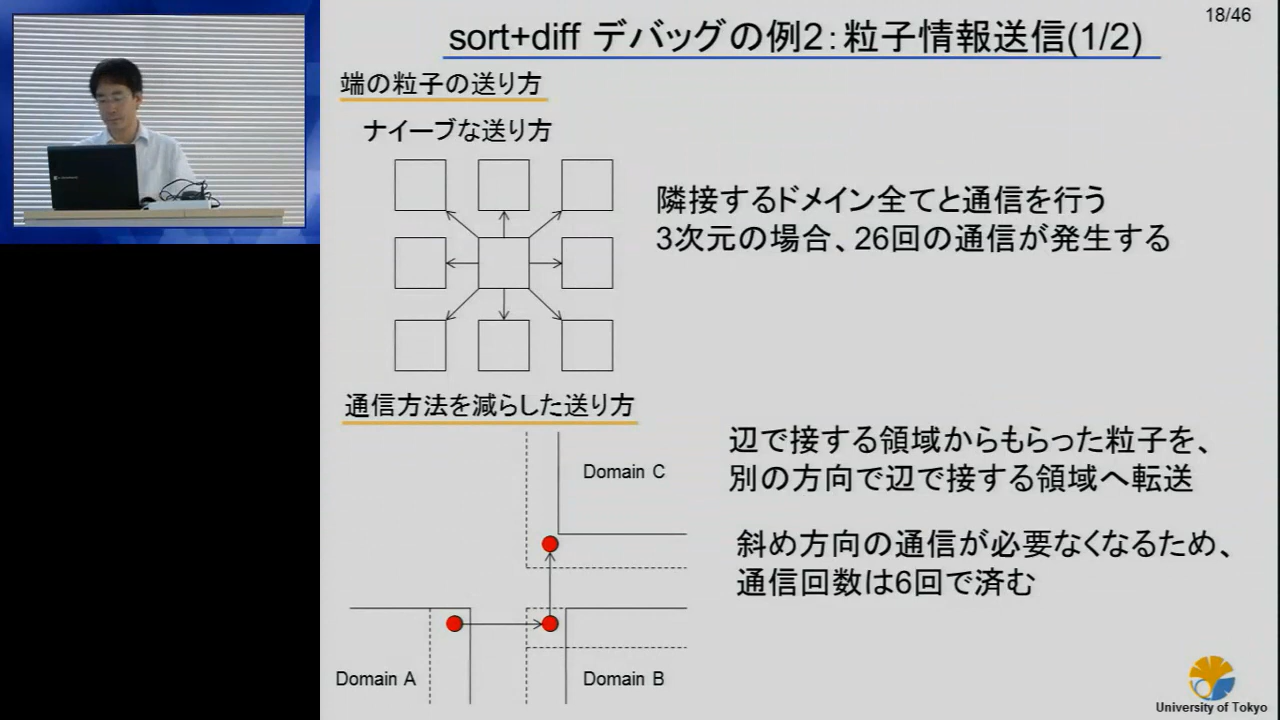 18/46
sort+diff デバッグの例2：粒子情報送信(1/2)
端の粒子の送り方
ナイーブな送り方
隣接するドメイン全てと通信を行う
3次元の場合、26回の通信が発生する
通信方法を減らした送り方
辺で接する領域からもらった粒子を、
別の方向で辺で接する領域へ転送
斜め方向の通信が必要なくなるため、
通信回数は6回で済む
Domain C
Domain A
Domain B
University of Tokyo